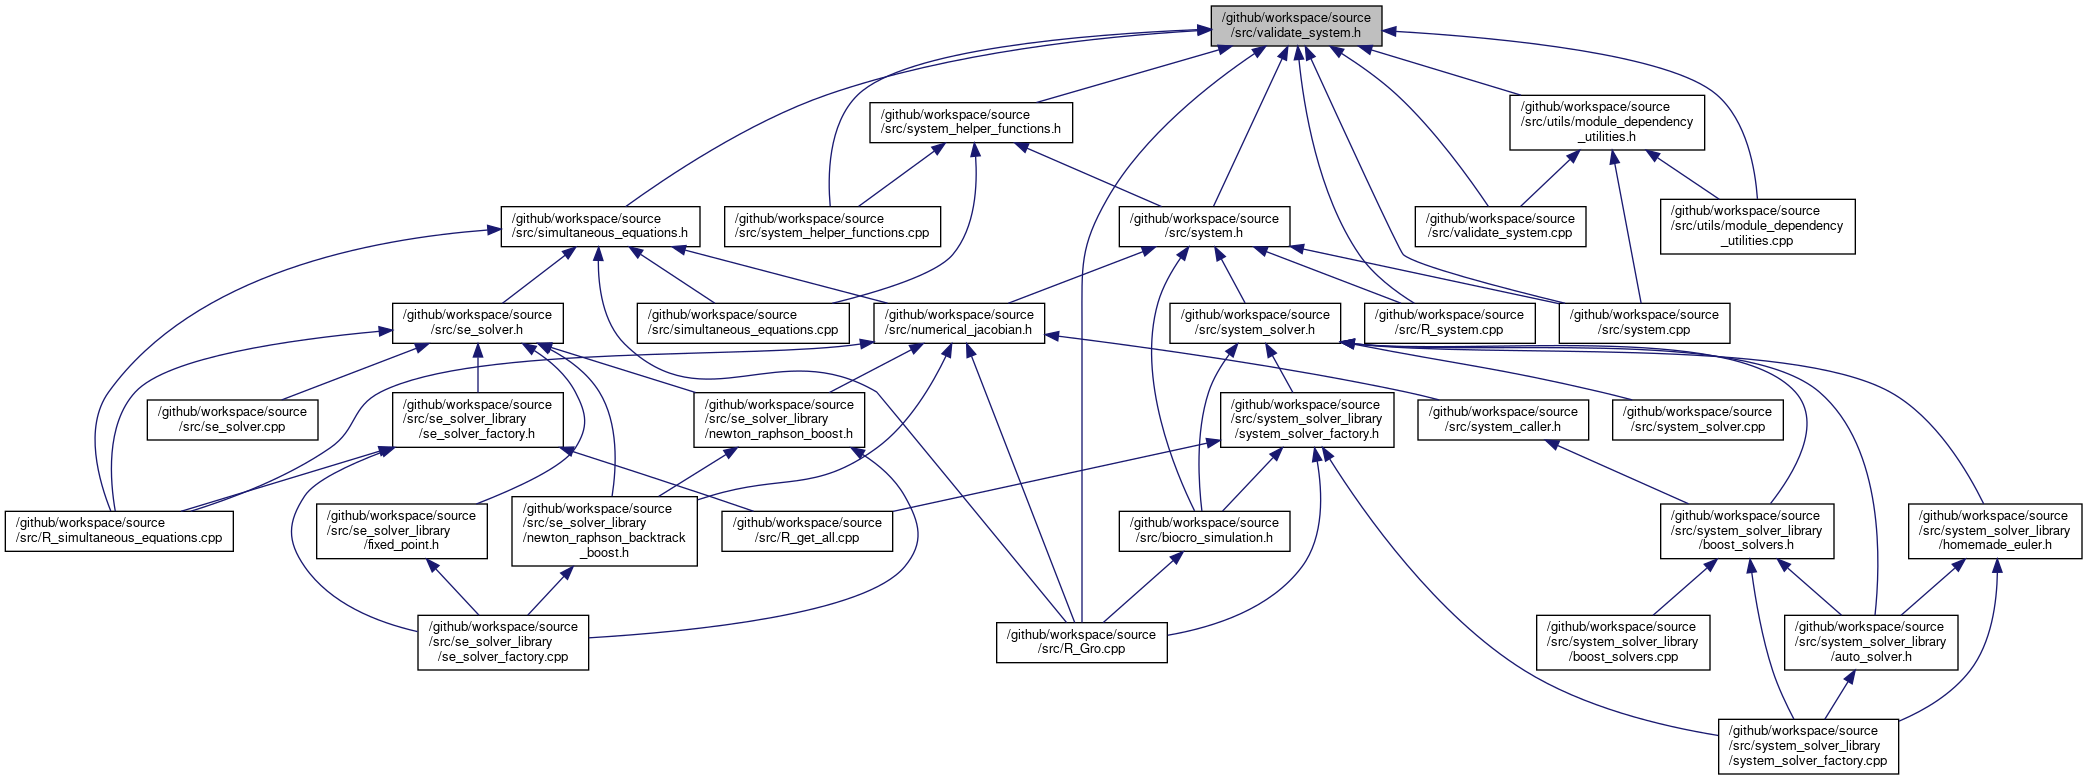 /github/workspace/source
/src/validate_system.h
/github/workspace/source
/src/system_helper_functions.h
/github/workspace/source
/src/utils/module_dependency
_utilities.h
/github/workspace/source
/src/simultaneous_equations.h
/github/workspace/source
/src/system_helper_functions.cpp
/github/workspace/source
/src/system.h
/github/workspace/source
/src/validate_system.cpp
/github/workspace/source
/src/utils/module_dependency
_utilities.cpp
/github/workspace/source
/src/se_solver.h
/github/workspace/source
/src/simultaneous_equations.cpp
/github/workspace/source
/src/numerical_jacobian.h
/github/workspace/source
/src/system_solver.h
/github/workspace/source
/src/R_system.cpp
/github/workspace/source
/src/system.cpp
/github/workspace/source
/src/se_solver.cpp
/github/workspace/source
/src/se_solver_library
/se_solver_factory.h
/github/workspace/source
/src/se_solver_library
/newton_raphson_boost.h
/github/workspace/source
/src/system_solver_library
/system_solver_factory.h
/github/workspace/source
/src/system_caller.h
/github/workspace/source
/src/system_solver.cpp
/github/workspace/source
/src/R_simultaneous_equations.cpp
/github/workspace/source
/src/se_solver_library
/fixed_point.h
/github/workspace/source
/src/se_solver_library
/newton_raphson_backtrack
_boost.h
/github/workspace/source
/src/R_get_all.cpp
/github/workspace/source
/src/biocro_simulation.h
/github/workspace/source
/src/system_solver_library
/boost_solvers.h
/github/workspace/source
/src/system_solver_library
/homemade_euler.h
/github/workspace/source
/src/se_solver_library
/se_solver_factory.cpp
/github/workspace/source
/src/R_Gro.cpp
/github/workspace/source
/src/system_solver_library
/boost_solvers.cpp
/github/workspace/source
/src/system_solver_library
/auto_solver.h
/github/workspace/source
/src/system_solver_library
/system_solver_factory.cpp